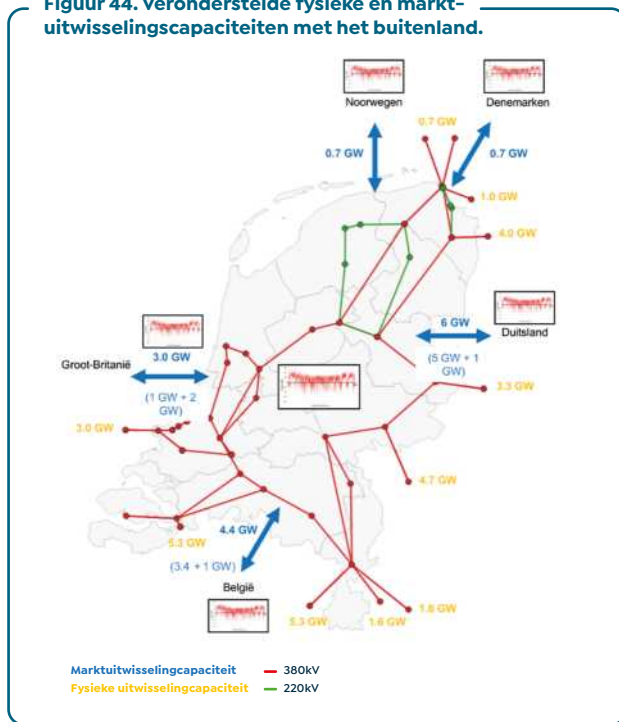 Figuur 44. Veronderstelde fysieke en markt-
uitwisselingscapaciteiten met het buitenland.
Noorwegen
Denemarken
0.7 GW
0.7 GW
0.7 GW
1.0 GW
4.0 GW
6 GW
Duitsland
(5 GW + 1
GW)
3.0 GW
Groot-Britanië
(1 GW + 2
GW)
3.3 GW
3.0 GW
4.7 GW
4.4 GW
5.3 GW
(3.4 + 1 GW)
België
5.3 GW
1.6 GW
1.6 GW
Marktuitwisselingcapaciteit
380kV
Fysieke uitwisselingcapaciteit
220kV